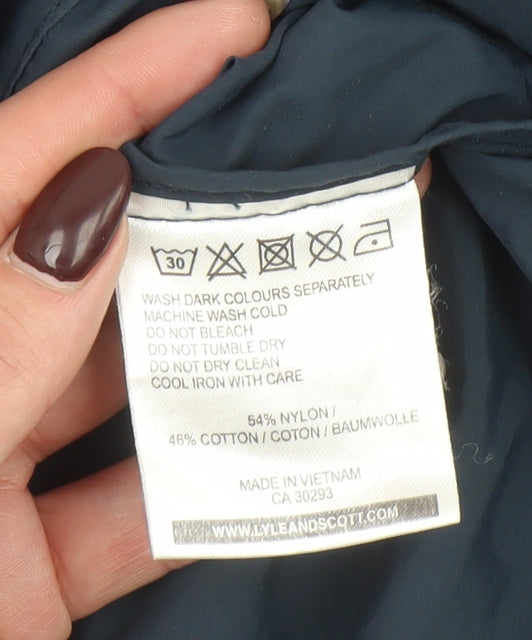 30
WASH DARK COLOURS SEPARATELY
MACHINE WASH COLD
DO NOT BLEACH
DO NOT TUMBLE DRY
DO NOT DRY CLEAN
COOL IRON WITH CARE
54% NYLON /
46% COTTON / COTON / BAUMWOLLE
MADE IN VIETNAM
CA 30293
WWW.LYLEANDSCOTT.COM